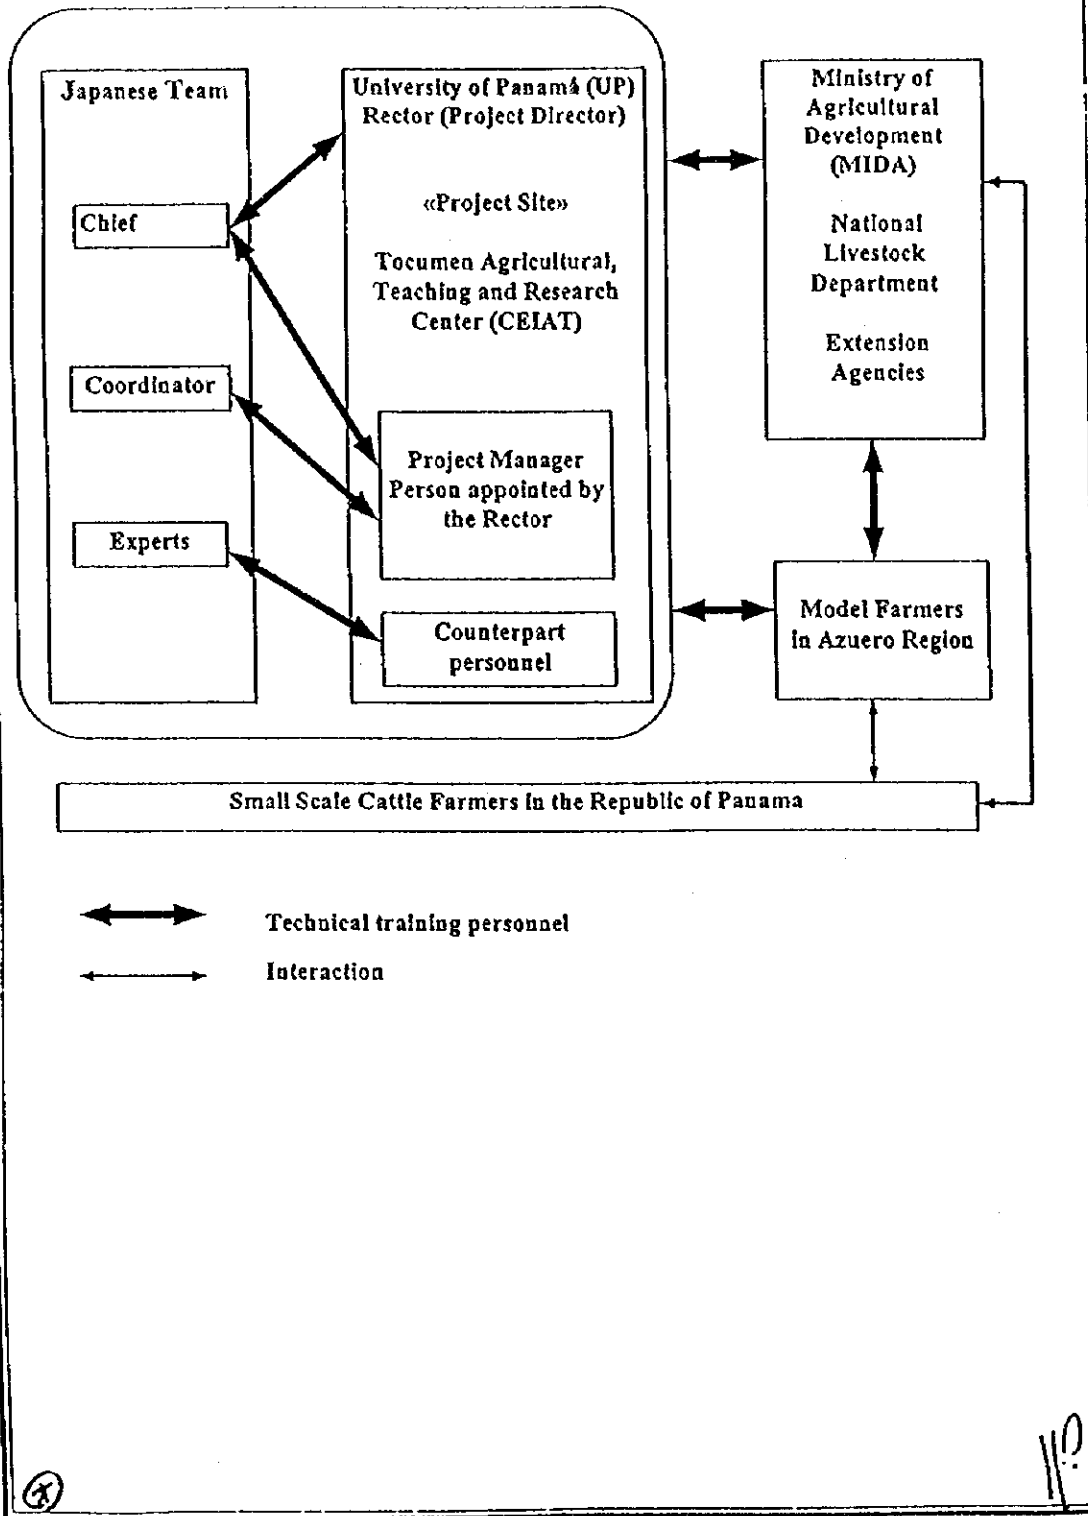 Japanese Team
Chief
Coordinator
Experts
University of Panamá (UP)
Rector (Project Director)
«Project Site»
Tocumen Agricultural,
Teaching and Research
Center (CEIAT)
Project Manager
Person appointed by
the Rector
Counterpart
personnel
Ministry of
Agricultural
Development
(MIDA)
National
Livestock
Department
Extension
Agencies
Model Farmers
in Azuero Region
Small Scale Cattle Farmers in the Republic of Panama
Technical training personnel
Interaction